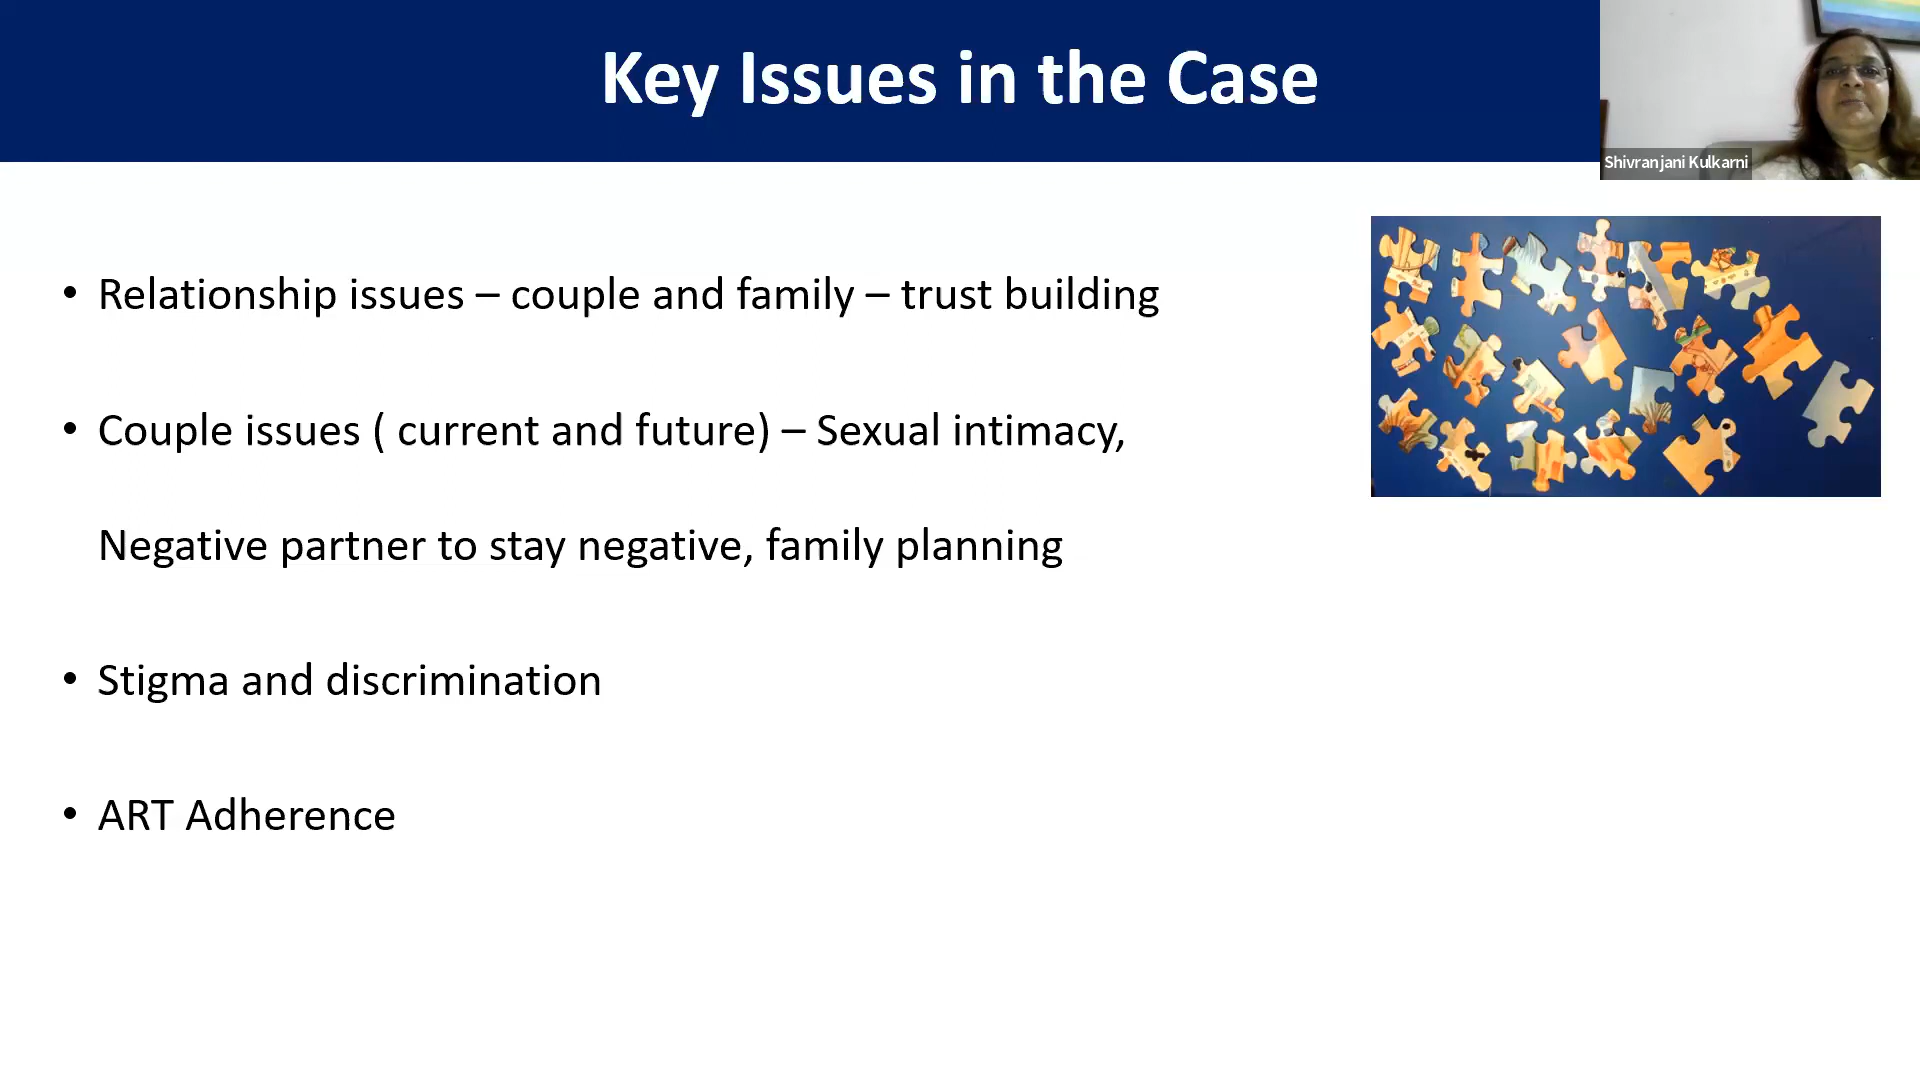 Key Issues in the Case
Shivranjani Kulkarni
• Relationship issues – couple and family – trust building
• Couple issues ( current and future) – Sexual intimacy,
Negative partner to stay negative, family planning
• Stigma and discrimination
• ART Adherence